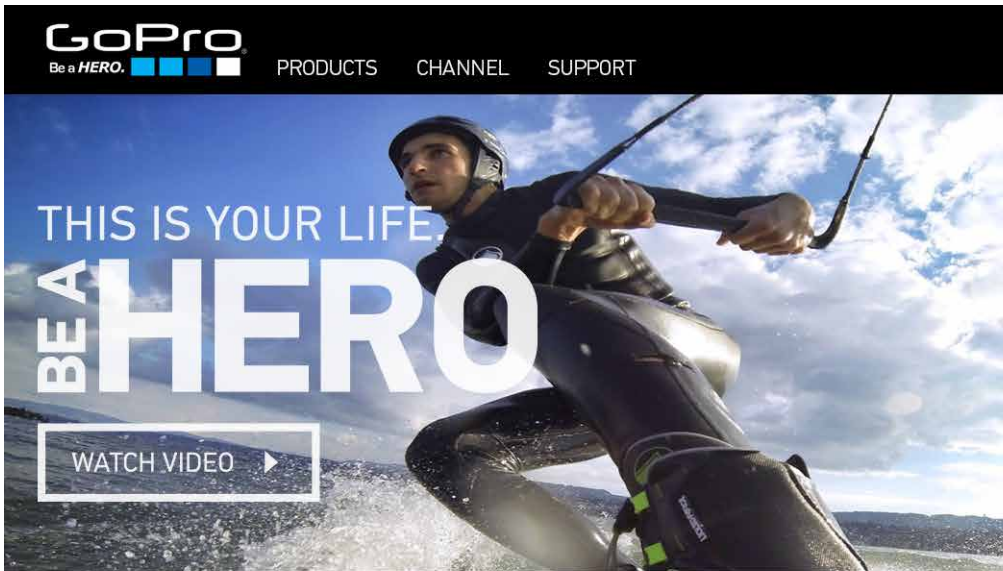 GoPro
Be a HERO.
PRODUCTS CHANNEL SUPPORT
THIS IS YOUR LIFE.
BE A HERO
WATCH VIDEO